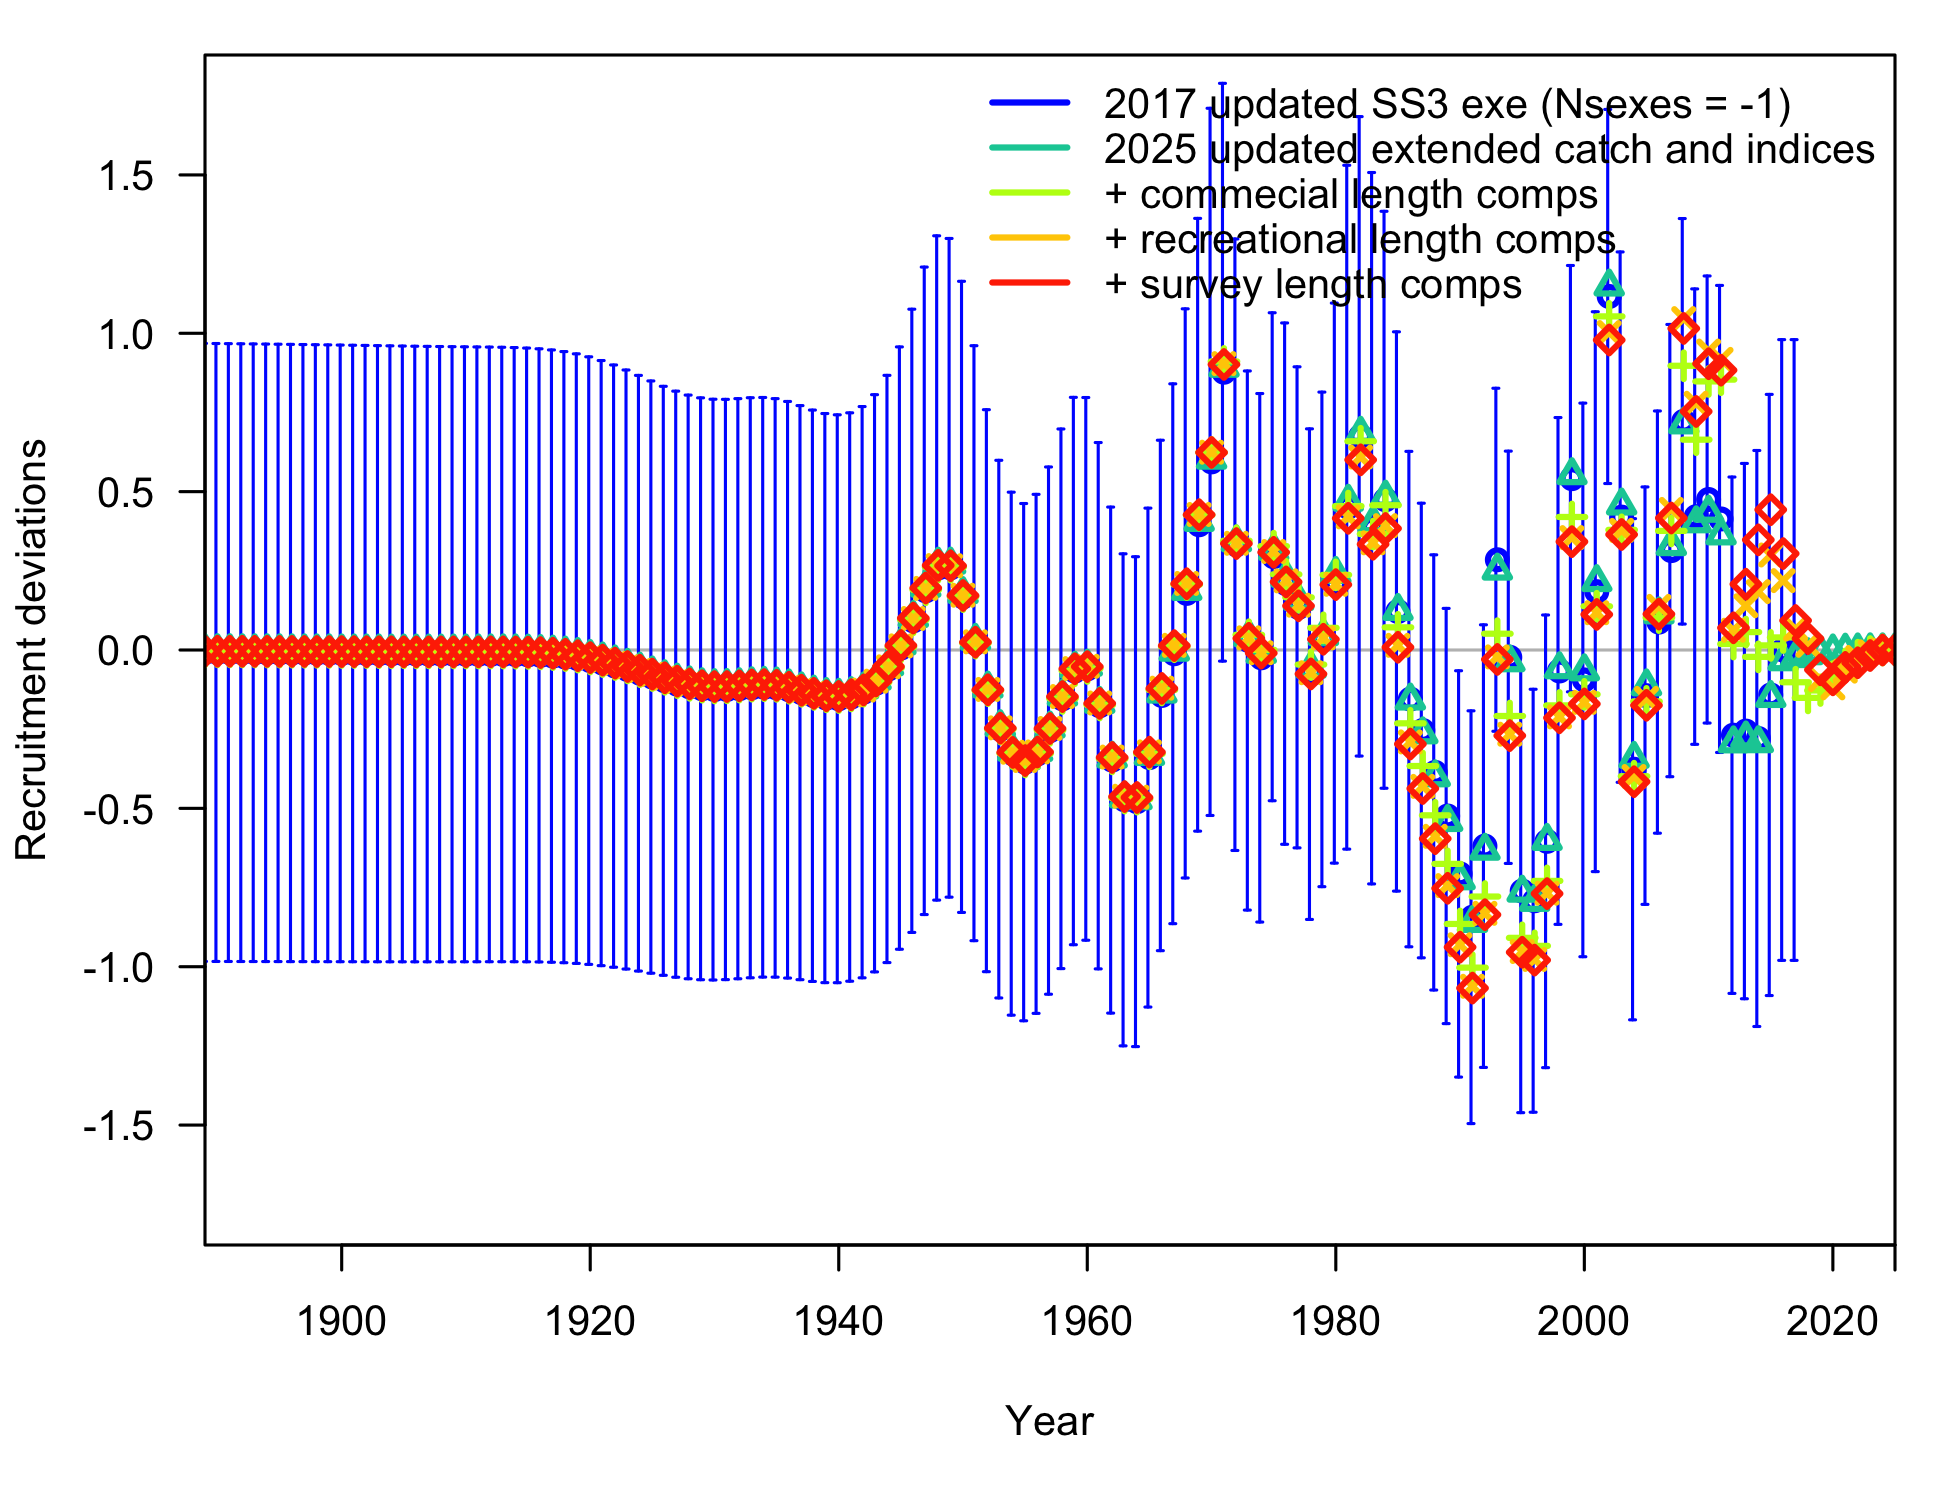 2017 updated SS3 exe (Nsexes = -1)
2025 updated extended catch and indices
+ commecial length comps
+ recreational length comps
+ survey length comps
Recruitment deviations
1.5
1.0
0.5
0.0
-0.5
-1.0
-1.5
1900 1920 1940 1960 1980 2000 2020
Year